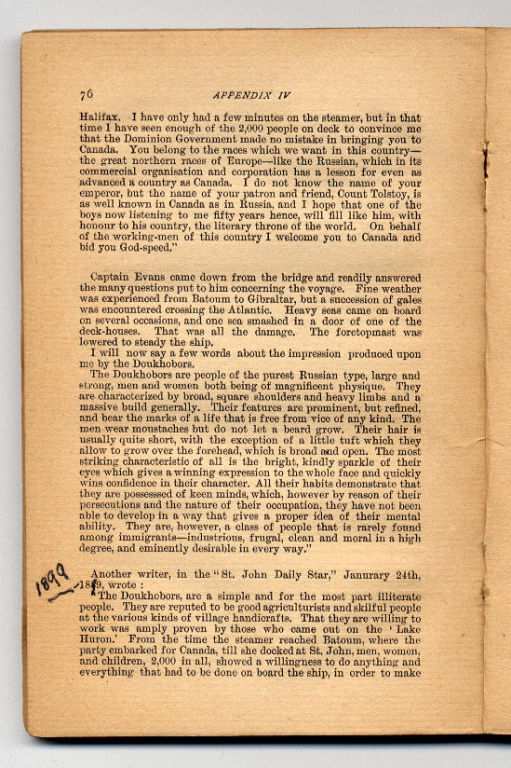 76
APPENDIX IV
Halifax. I have only had a few minutes on the steamer, but in that
time I have seen enough of the 2,000 people on deck to convince me
that the Dominion Government made no mistake in bringing you to
Canada. You belong to the races which we want in this country—
the great northern races of Europe—like the Russian, which in its
commercial organisation and corporation has a lesson for even as
advanced a country as Canada. I do not know the name of your
emperor, but the name of your patron and friend, Count Tolstoy, is
as well known in Canada as in Russia, and I hope that one of the
boys now listening to me fifty years hence, will fill like him, with
honour to his country, the literary throne of the world. On behalf
of the working-men of this country I welcome you to Canada and
bid you God-speed."
Captain Evans came down from the bridge and readily answered
the many questions put to him concerning the voyage. Fine weather
was experienced from Batoum to Gibraltar, but a succession of gales
was encountered crossing the Atlantic. Heavy seas came on board
on several occasions, and one sea smashed in a door of one of the
deck-houses. That was all the damage. The foretopmast was
lowered to steady the ship.
I will now say a few words about the impression produced upon
me by the Doukhobors.
The Doukhobors are people of the purest Russian type, large and
strong, men and women both being of magnificent physique. They
are characterized by broad, square shoulders and heavy limbs and a
massive build generally. Their features are prominent, but refined,
and bear the marks of a life that is free from vice of any kind. The
men wear moustaches but do not let a beard grow. Their hair is
usually quite short, with the exception of a little tuft which they
allow to grow over the forehead, which is broad and open. The most
striking characteristic of all is the bright, kindly sparkle of their
eyes which gives a winning expression to the whole face and quickly
wins confidence in their character. All their habits demonstrate that
they are possessed of keen minds, which, however by reason of their
persecutions and the nature of their occupation, they have not been
able to develop in a way that gives a proper idea of their mental
ability. They are, however, a class of people that is rarely found
among immigrants—industrious, frugal, clean and moral in a high
degree, and eminently desirable in every way."
Another writer, in the "St. John Daily Star," Janurary 24th,
1899
1889, wrote :
"The Doukhobors, are a simple and for the most part illiterate
people. They are reputed to be good agriculturists and skilful people
at the various kinds of village handicrafts. That they are willing to
work was amply proven by those who came out on the 'Lake
Huron.' From the time the steamer reached Batoum, where the
party embarked for Canada, till she docked at St. John, men, women,
and children, 2,000 in all, showed a willingness to do anything and
everything that had to be done on board the ship, in order to make